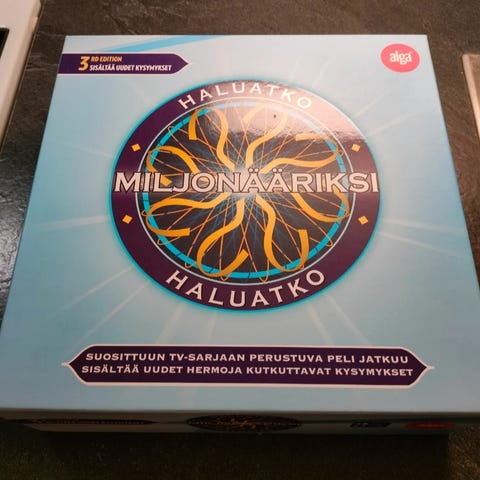 3 RD EDITION
SISÄLTÄÄ UUDET KYSYMYKSET
alga
HALUATKO
MILJONÄÄRIKSI
HALUATKO
SUOSITTUUN TV-SARJAAN PERUSTUVA PELI JATKUU
SISÄLTÄÄ UUDET HERMOJA KUTKUTTAVAT KYSYMYKSET